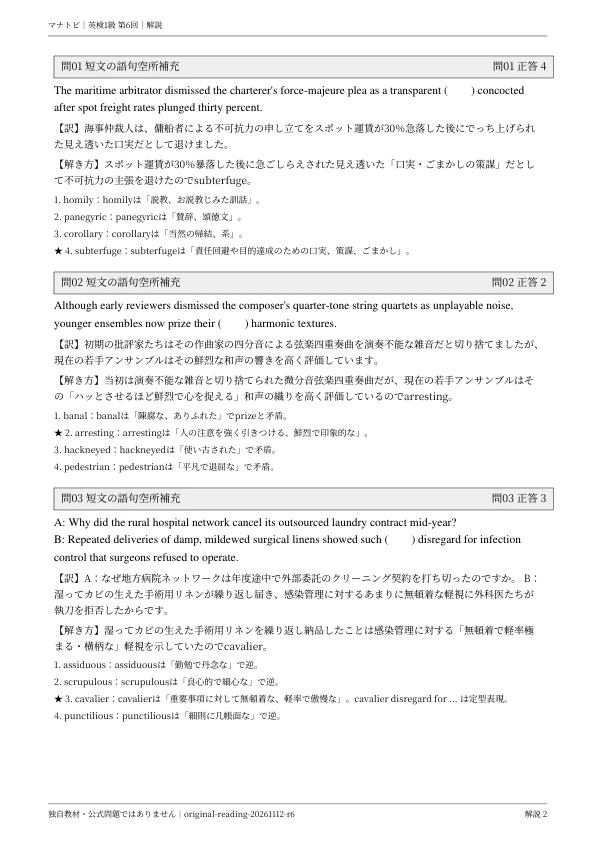 マナトビ｜英検1級 第6回｜解説
問01 短文の語句空所補充 問01 正答 4
The maritime arbitrator dismissed the charterer's force-majeure plea as a transparent (　　) concocted
after spot freight rates plunged thirty percent.
【訳】海事仲裁人は、傭船者による不可抗力の申し立てをスポット運賃が30％急落した後にでっち上げられ
た見え透いた口実だとして退けました。
【解き方】スポット運賃が30％暴落した後に急ごしらえされた見え透いた「口実・ごまかしの策謀」だとし
て不可抗力の主張を退けたのでsubterfuge。
1. homily：homilyは「説教、お説教じみた訓話」。
2. panegyric：panegyricは「賛辞、頌徳文」。
3. corollary：corollaryは「当然の帰結、系」。
★ 4. subterfuge：subterfugeは「責任回避や目的達成のための口実、策謀、ごまかし」。
問02 短文の語句空所補充 問02 正答 2
Although early reviewers dismissed the composer's quarter-tone string quartets as unplayable noise,
younger ensembles now prize their (　　) harmonic textures.
【訳】初期の批評家たちはその作曲家の四分音による弦楽四重奏曲を演奏不能な雑音だと切り捨てましたが、
現在の若手アンサンブルはその鮮烈な和声の響きを高く評価しています。
【解き方】当初は演奏不能な雑音と切り捨てられた微分音弦楽四重奏曲だが、現在の若手アンサンブルはそ
の「ハッとさせるほど鮮烈で心を捉える」和声の織りを高く評価しているのでarresting。
1. banal：banalは「陳腐な、ありふれた」でprizeと矛盾。
★ 2. arresting：arrestingは「人の注意を強く引きつける、鮮烈で印象的な」。
3. hackneyed：hackneyedは「使い古された」で矛盾。
4. pedestrian：pedestrianは「平凡で退屈な」で矛盾。
問03 短文の語句空所補充 問03 正答 3
A: Why did the rural hospital network cancel its outsourced laundry contract mid-year?
B: Repeated deliveries of damp, mildewed surgical linens showed such (　　) disregard for infection
control that surgeons refused to operate.
【訳】A：なぜ地方病院ネットワークは年度途中で外部委託のクリーニング契約を打ち切ったのですか。 B：
湿ってカビの生えた手術用リネンが繰り返し届き、感染管理に対するあまりに無頓着な軽視に外科医たちが
執刀を拒否したからです。
【解き方】湿ってカビの生えた手術用リネンを繰り返し納品したことは感染管理に対する「無頓着で軽率極
まる・横柄な」軽視を示していたのでcavalier。
1. assiduous：assiduousは「勤勉で丹念な」で逆。
2. scrupulous：scrupulousは「良心的で細心な」で逆。
★ 3. cavalier：cavalierは「重要事項に対して無頓着な、軽率で傲慢な」。cavalier disregard for ... は定型表現。
4. punctilious：punctiliousは「細則に几帳面な」で逆。
独自教材・公式問題ではありません｜original-reading-20261112-r6 解説 2